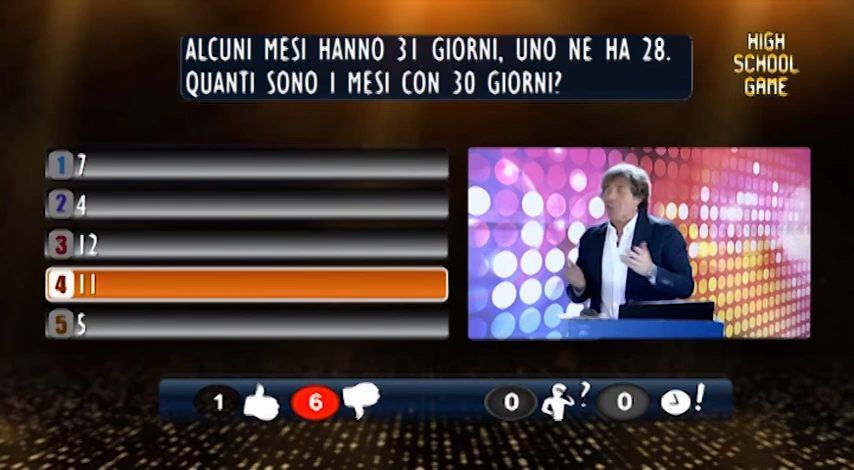 ALCUNI MESI HANNO 31 GIORNI, UNO NE HA 28.
QUANTI SONO I MESI CON 30 GIORNI?
HIGH
SCHOOL
GAME
1 7
2 4
3 12
4 11
5 5
1 6 0 ? 0 !